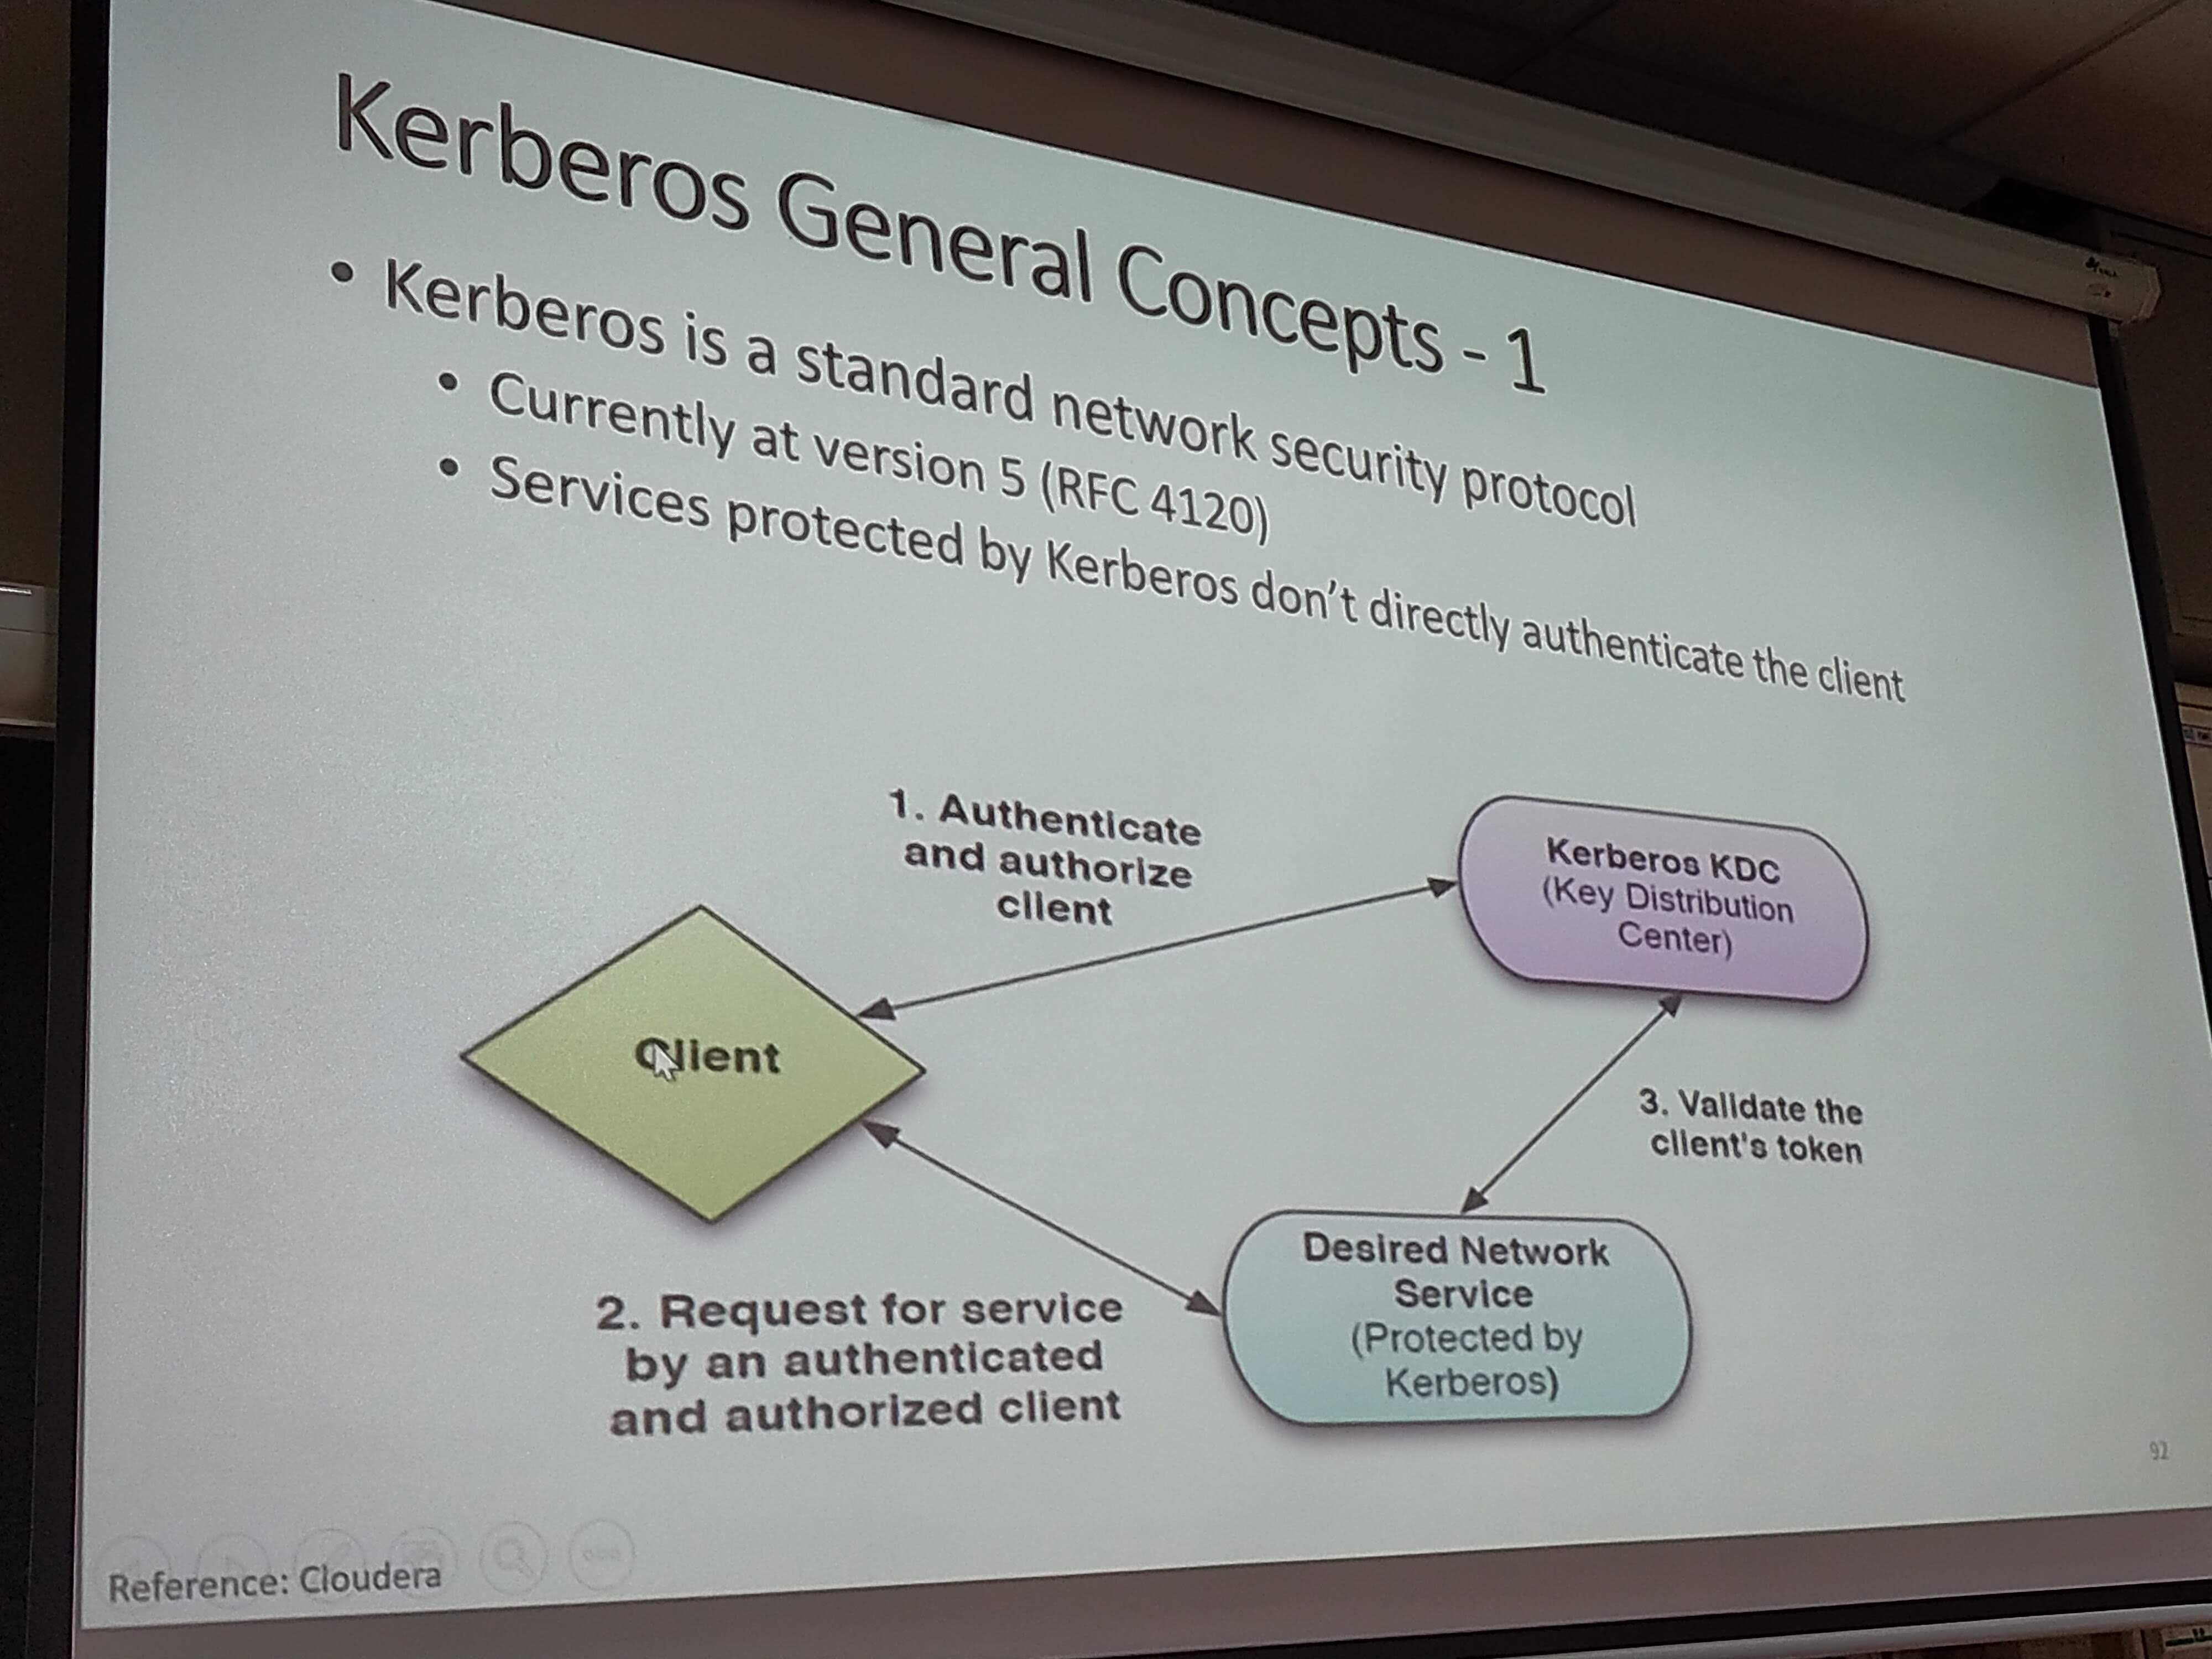 Kerberos General Concepts - 1
• Kerberos is a standard network security protocol
• Currently at version 5 (RFC 4120)
• Services protected by Kerberos don't directly authenticate the client
1. Authenticate
and authorize
client
Kerberos KDC
(Key Distribution
Center)
Client
3. Validate the
client's token
Desired Network
Service
(Protected by
Kerberos)
2. Request for service
by an authenticated
and authorized client
92
Reference: Cloudera